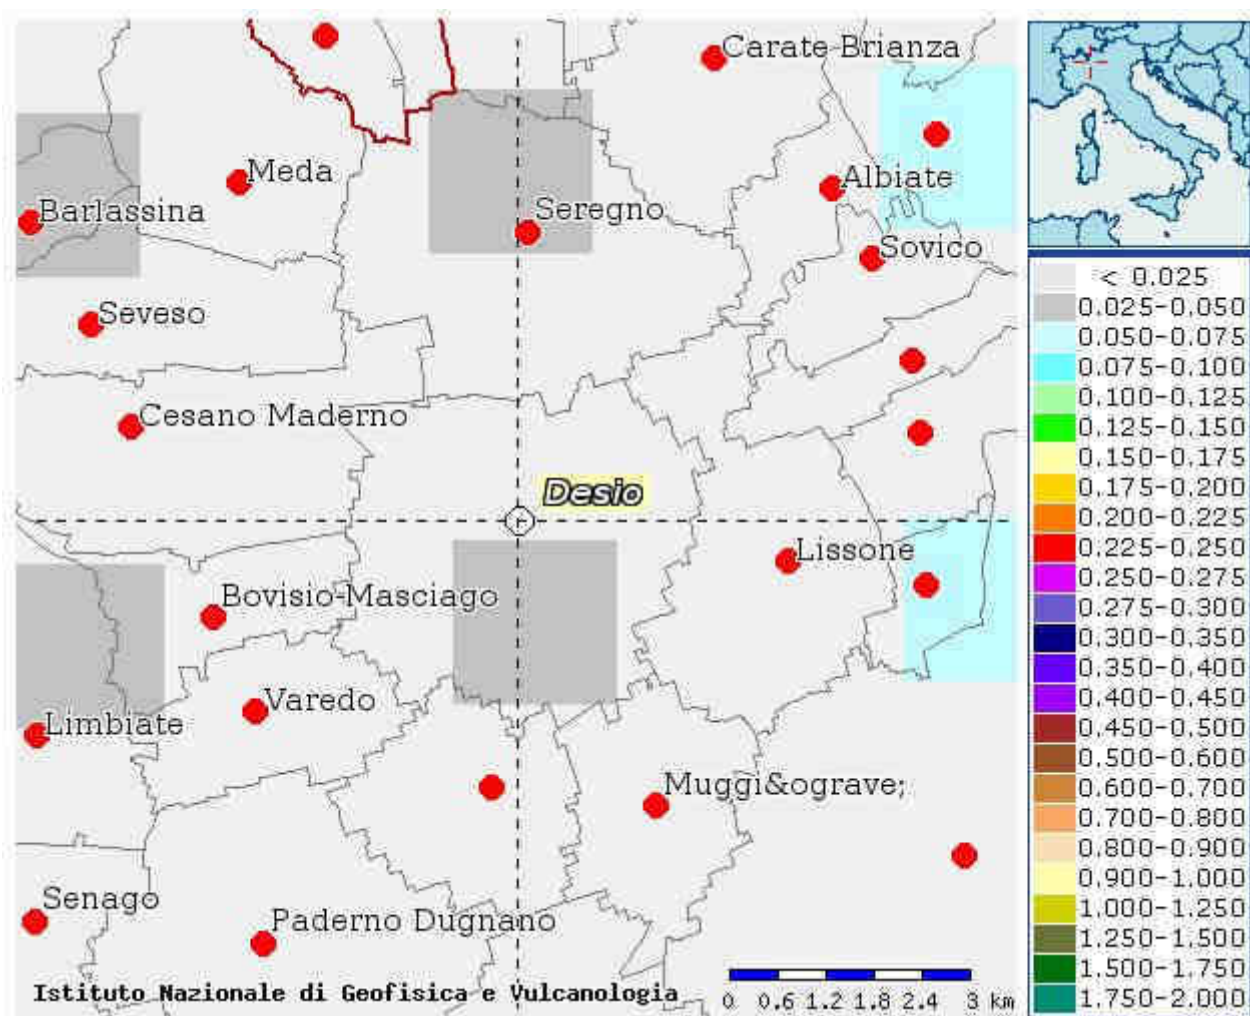 Carate Brianza
Meda
Albiate
Barlassina
Seregno
Sovico
Seveso
Cesano Maderno
Desio
Lissone
Bovisio-Masciago
Varedo
Limbiate
Muggi&ograve;
Senago
Paderno Dugnano
Istituto Nazionale di Geofisica e Vulcanologia
0 0.6 1.2 1.8 2.4 3 km
< 0.025
0.025-0.050
0.050-0.075
0.075-0.100
0.100-0.125
0.125-0.150
0.150-0.175
0.175-0.200
0.200-0.225
0.225-0.250
0.250-0.275
0.275-0.300
0.300-0.350
0.350-0.400
0.400-0.450
0.450-0.500
0.500-0.600
0.600-0.700
0.700-0.800
0.800-0.900
0.900-1.000
1.000-1.250
1.250-1.500
1.500-1.750
1.750-2.000